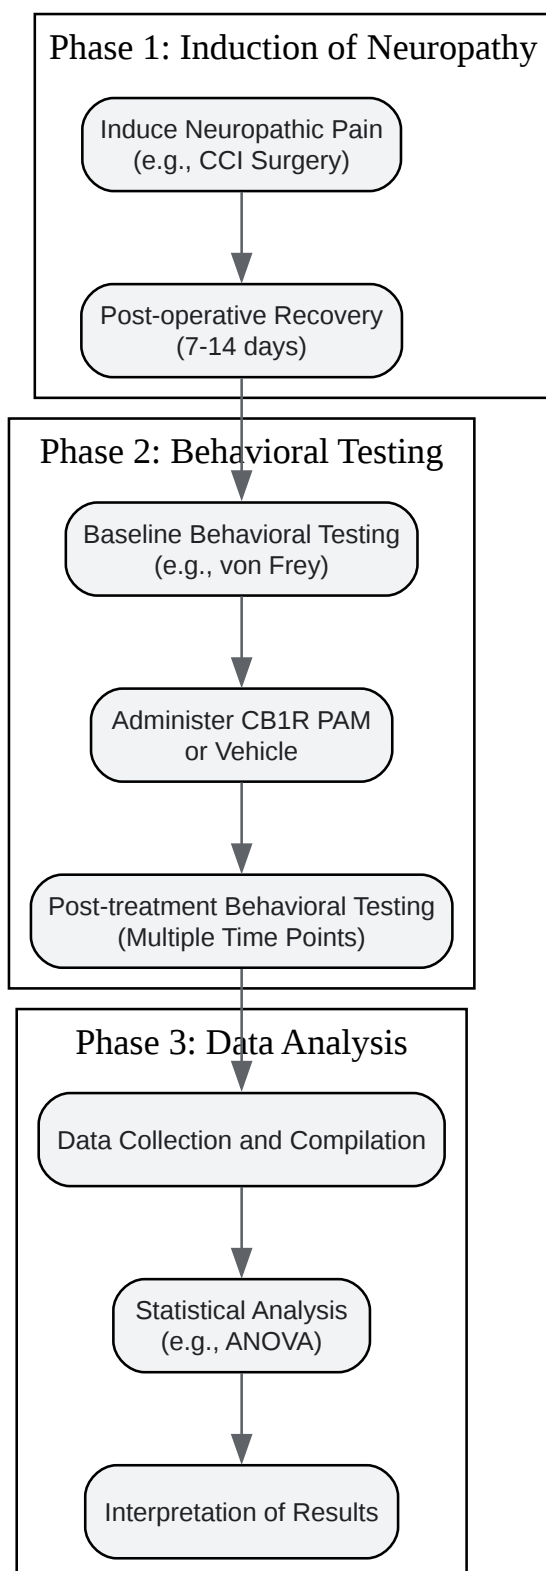 Phase 1: Induction of Neuropathy
Induce Neuropathic Pain
(e.g., CCI Surgery)
Post-operative Recovery
(7-14 days)
Phase 2: Behavioral Testing
Baseline Behavioral Testing
(e.g., von Frey)
Administer CB1R PAM
or Vehicle
Post-treatment Behavioral Testing
(Multiple Time Points)
Phase 3: Data Analysis
Data Collection and Compilation
Statistical Analysis
(e.g., ANOVA)
Interpretation of Results